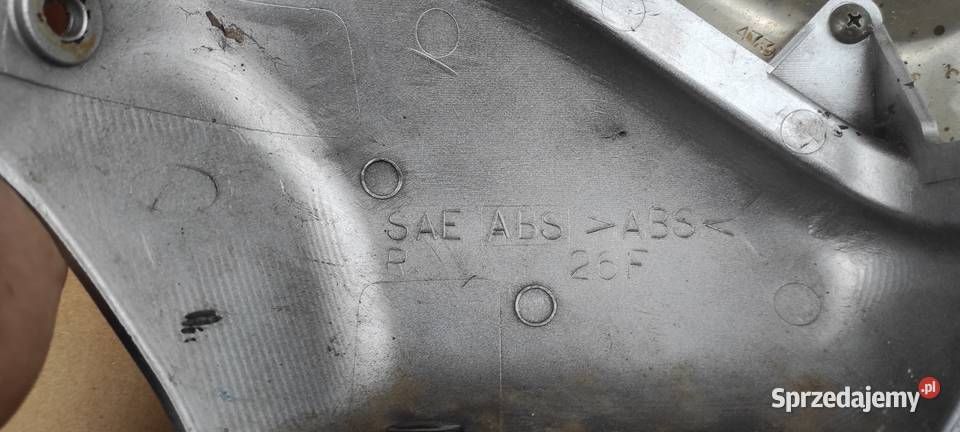 SAE ABS >ABS<
R 26F
Sprzedajemy.pl